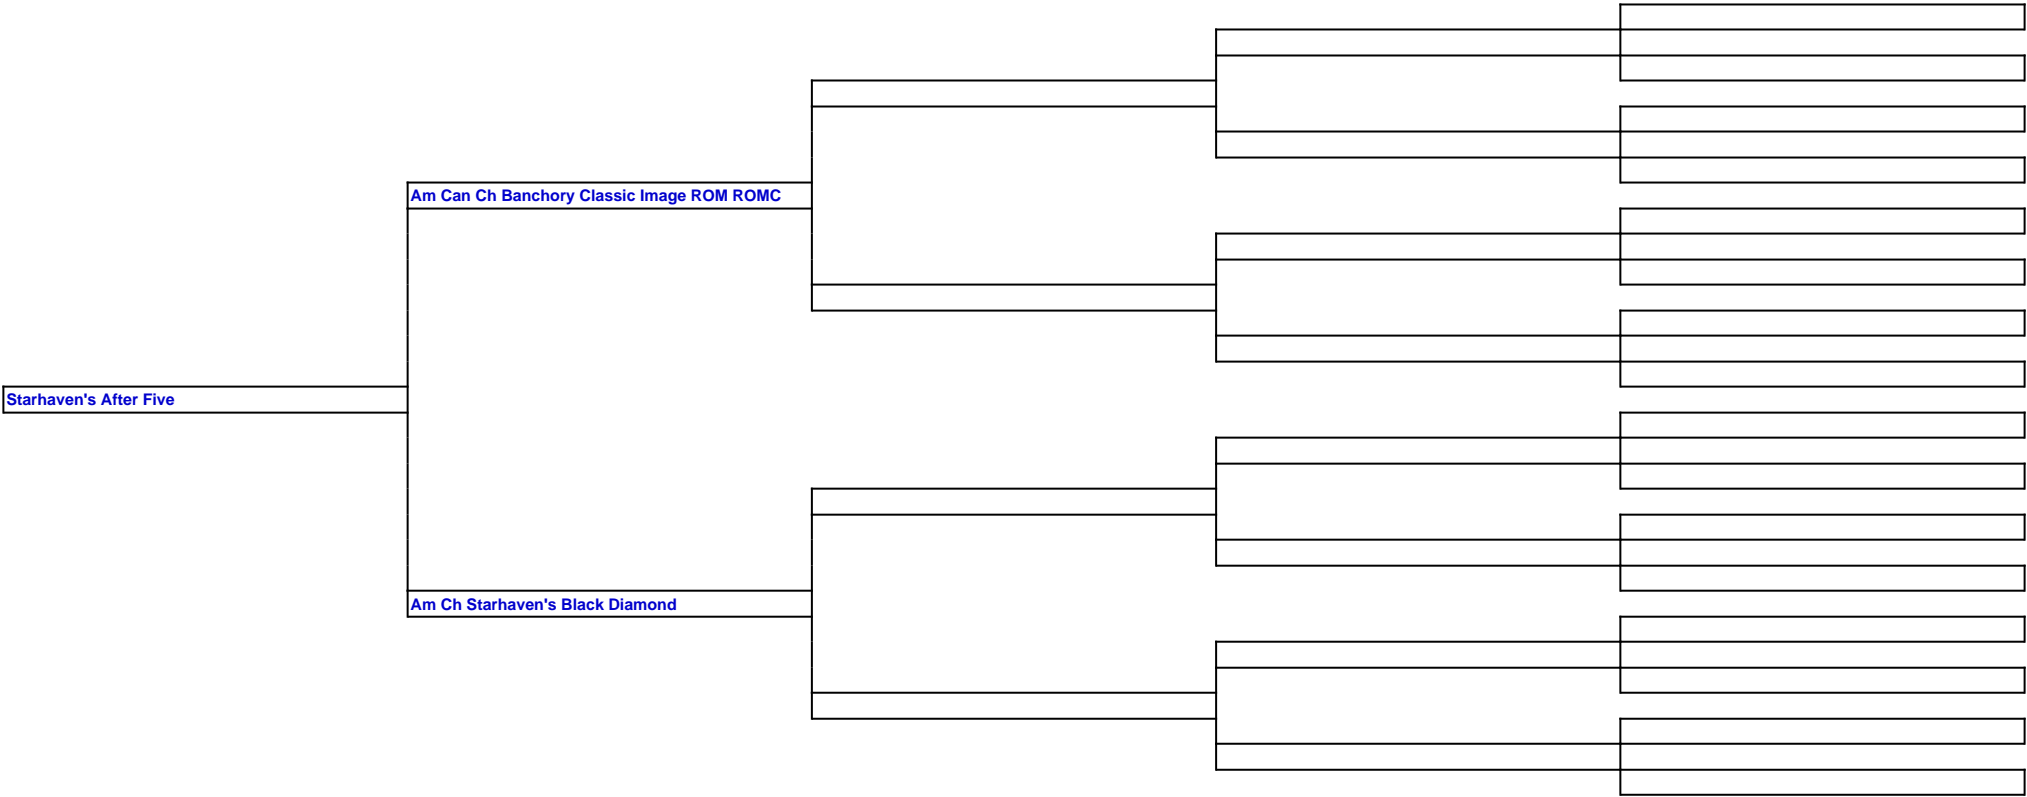 Am Can Ch Banchory Classic Image ROM ROMC
Starhaven's After Five
Am Ch Starhaven's Black Diamond